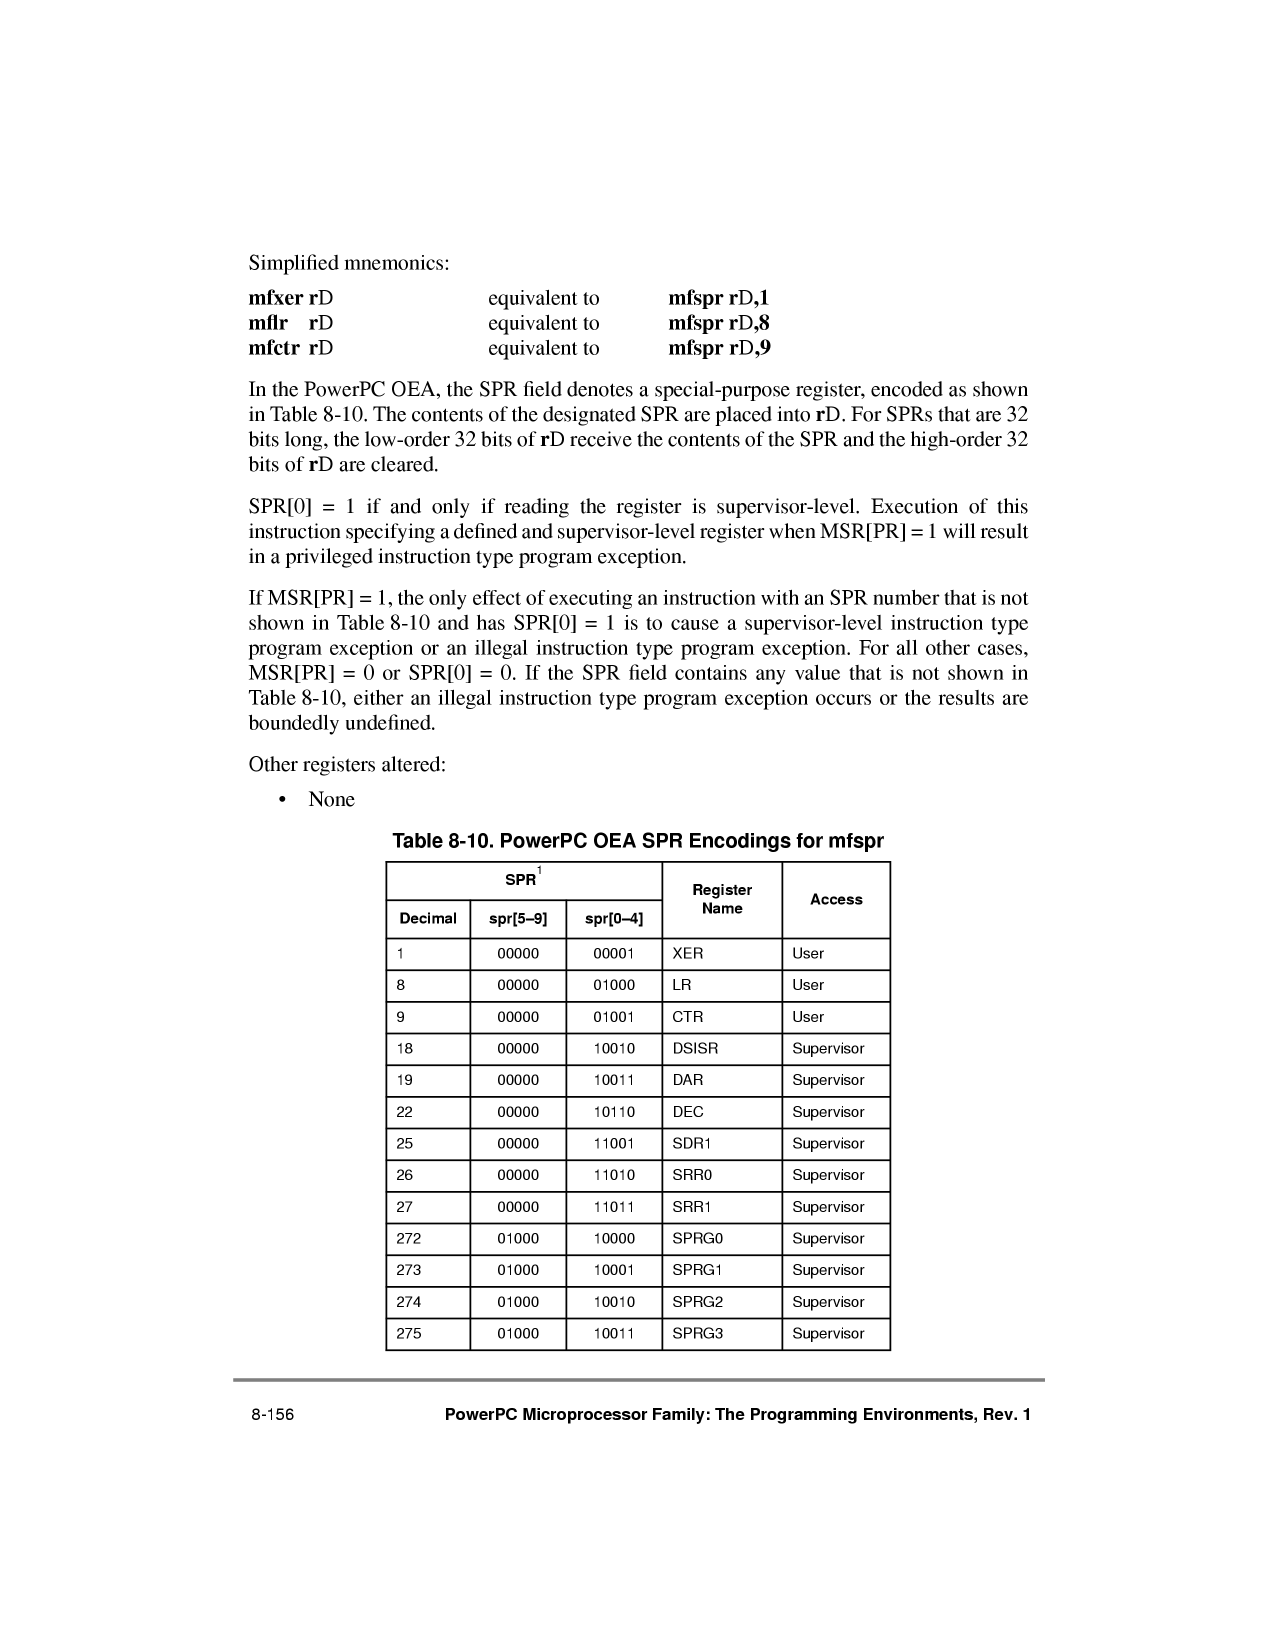 Simplified mnemonics:
mfxer rD equivalent to mfspr rD,1
mflr rD equivalent to mfspr rD,8
mfctr rD equivalent to mfspr rD,9
In the PowerPC OEA, the SPR field denotes a special-purpose register, encoded as shown
in Table 8-10. The contents of the designated SPR are placed into rD. For SPRs that are 32
bits long, the low-order 32 bits of rD receive the contents of the SPR and the high-order 32
bits of rD are cleared.
SPR[0] = 1 if and only if reading the register is supervisor-level. Execution of this
instruction specifying a defined and supervisor-level register when MSR[PR] = 1 will result
in a privileged instruction type program exception.
If MSR[PR] = 1, the only effect of executing an instruction with an SPR number that is not
shown in Table 8-10 and has SPR[0] = 1 is to cause a supervisor-level instruction type
program exception or an illegal instruction type program exception. For all other cases,
MSR[PR] = 0 or SPR[0] = 0. If the SPR field contains any value that is not shown in
Table 8-10, either an illegal instruction type program exception occurs or the results are
boundedly undefined.
Other registers altered:
• None
Table 8-10. PowerPC OEA SPR Encodings for mfspr
SPR1 Register Name Access
Decimal spr[5–9] spr[0–4]
1 00000 00001 XER User
8 00000 01000 LR User
9 00000 01001 CTR User
18 00000 10010 DSISR Supervisor
19 00000 10011 DAR Supervisor
22 00000 10110 DEC Supervisor
25 00000 11001 SDR1 Supervisor
26 00000 11010 SRR0 Supervisor
27 00000 11011 SRR1 Supervisor
272 01000 10000 SPRG0 Supervisor
273 01000 10001 SPRG1 Supervisor
274 01000 10010 SPRG2 Supervisor
275 01000 10011 SPRG3 Supervisor
8-156 PowerPC Microprocessor Family: The Programming Environments, Rev. 1